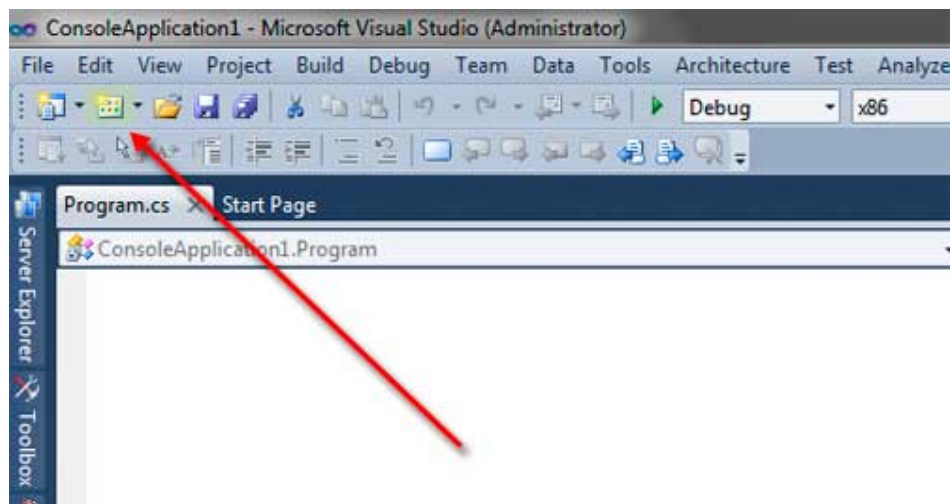 ConsoleApplication1 - Microsoft Visual Studio (Administrator)
File Edit View Project Build Debug Team Data Tools Architecture Test Analyze
Debug x86
Program.cs Start Page
ConsoleApplication1.Program
Server Explorer
Toolbox